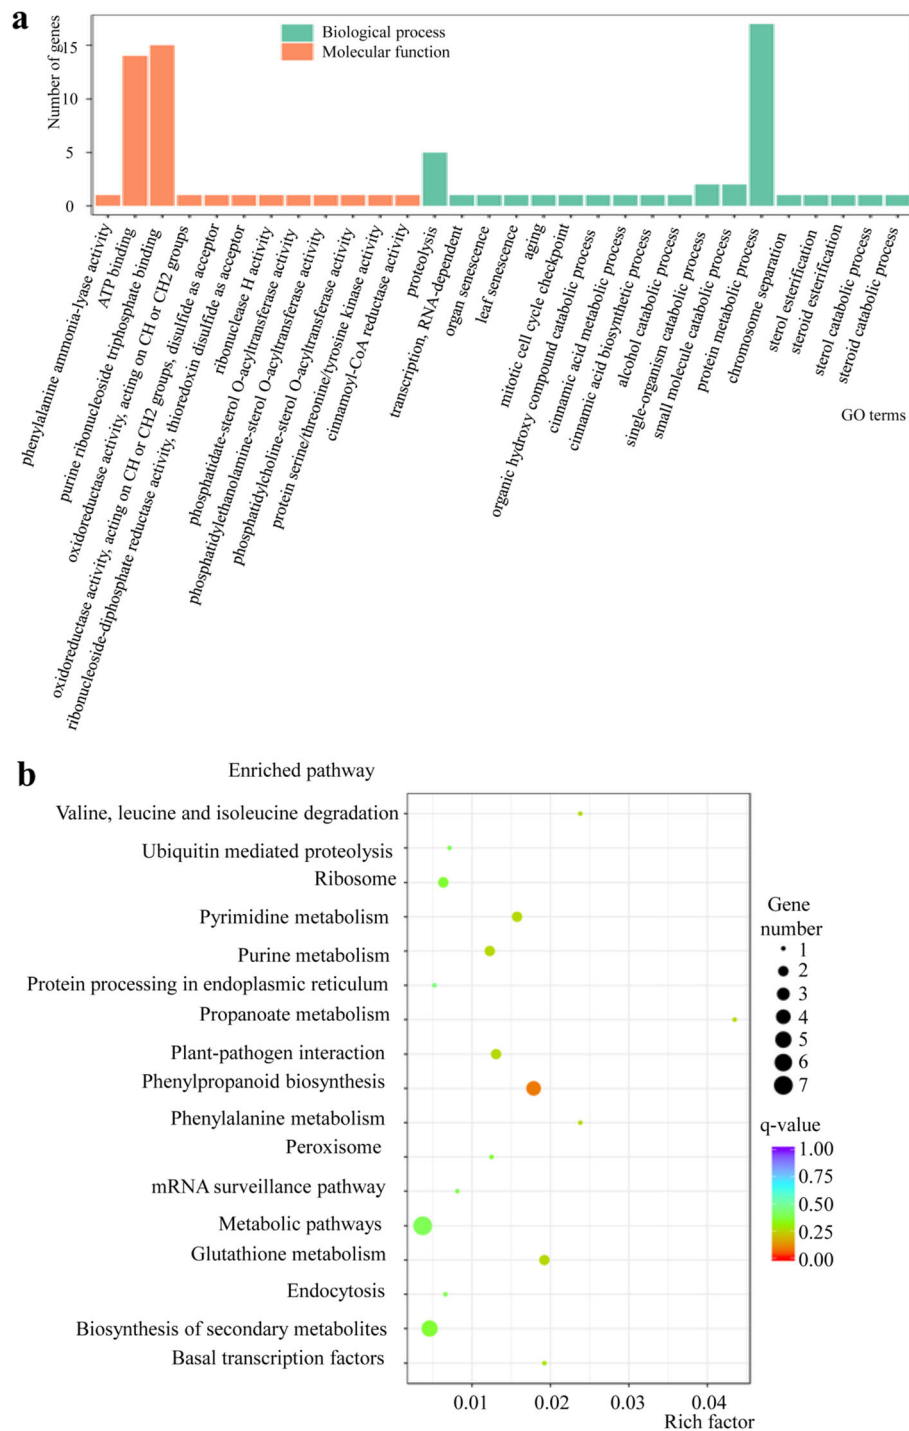 a
Number of genes
15
10
5
0
Biological process
Molecular function
phenylalanine ammonia-lyase activity
ATP binding
purine ribonucleoside triphosphate binding
oxidoreductase activity, acting on CH or CH2 groups
oxidoreductase activity, acting on CH or CH2 groups, disulfide as acceptor
ribonucleoside-diphosphate reductase activity, thioredoxin disulfide as acceptor
ribonuclease H activity
phosphatidate-sterol O-acyltransferase activity
phosphatidylethanolamine-sterol O-acyltransferase activity
phosphatidylcholine-sterol O-acyltransferase activity
protein serine/threonine/tyrosine kinase activity
cinnamoyl-CoA reductase activity
proteolysis
transcription, RNA-dependent
organ senescence
leaf senescence
aging
mitotic cell cycle checkpoint
organic hydroxy compound catabolic process
cinnamic acid metabolic process
cinnamic acid biosynthetic process
alcohol catabolic process
single-organism catabolic process
small molecule catabolic process
protein metabolic process
chromosome separation
sterol esterification
steroid esterification
sterol catabolic process
steroid catabolic process
GO terms
b
Enriched pathway
Valine, leucine and isoleucine degradation
Ubiquitin mediated proteolysis
Ribosome
Pyrimidine metabolism
Purine metabolism
Protein processing in endoplasmic reticulum
Propanoate metabolism
Plant-pathogen interaction
Phenylpropanoid biosynthesis
Phenylalanine metabolism
Peroxisome
mRNA surveillance pathway
Metabolic pathways
Glutathione metabolism
Endocytosis
Biosynthesis of secondary metabolites
Basal transcription factors
0.01 0.02 0.03 0.04
Rich factor
Gene
number
1
2
3
4
5
6
7
q-value
1.00
0.75
0.50
0.25
0.00